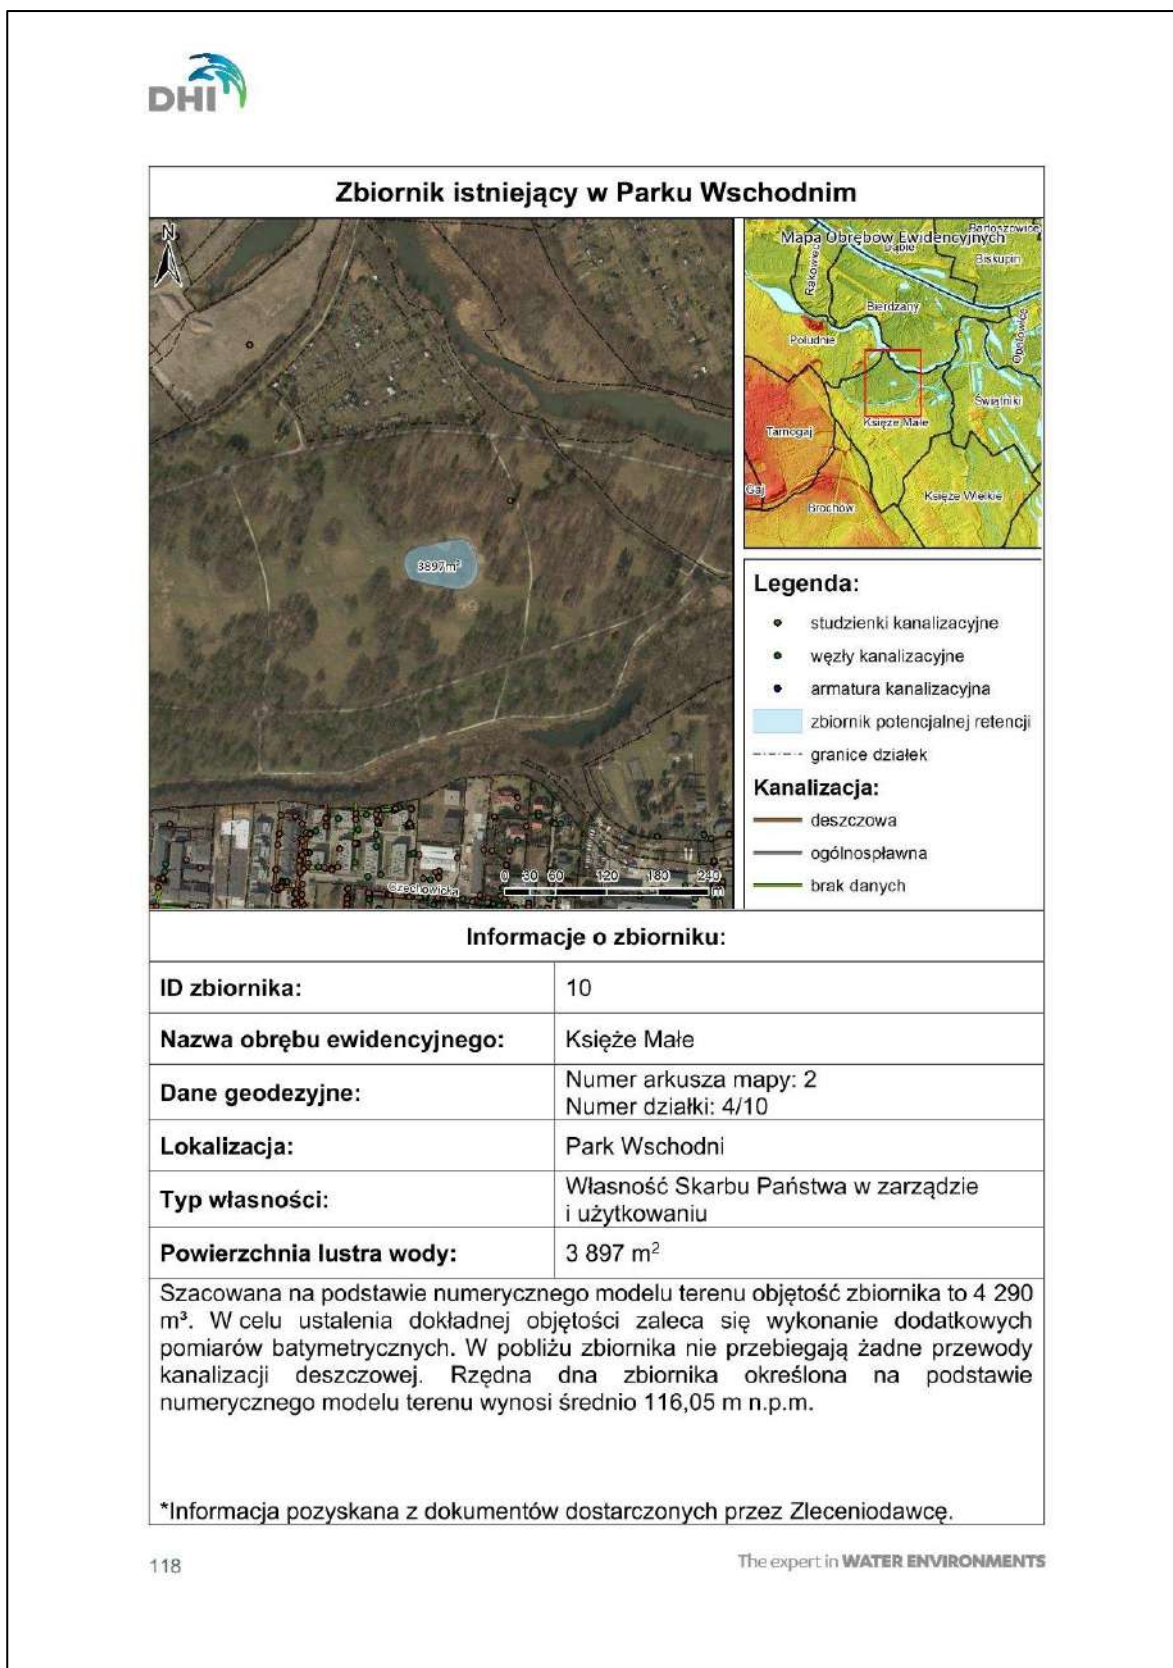 DHI
Zbiornik istniejący w Parku Wschodnim
N
3897m²
Czechowicka
0 30 60 120 180 240
m
Mapa Obrębów Ewidencyjnych
Bartoszowice
Dąbie
Biskupin
Rakowiec
Bierdzany
Opatowice
Południe
Świątniki
Księże Małe
Tarnogaj
Gaj
Księże Wielkie
Brochów
Legenda:
studzienki kanalizacyjne
węzły kanalizacyjne
armatura kanalizacyjna
zbiornik potencjalnej retencji
granice działek
Kanalizacja:
deszczowa
ogólnospławna
brak danych
Informacje o zbiorniku:
ID zbiornika: 10
Nazwa obrębu ewidencyjnego: Księże Małe
Dane geodezyjne: Numer arkusza mapy: 2
Numer działki: 4/10
Lokalizacja: Park Wschodni
Typ własności: Własność Skarbu Państwa w zarządzie
i użytkowaniu
Powierzchnia lustra wody: 3 897 m²
Szacowana na podstawie numerycznego modelu terenu objętość zbiornika to 4 290
m³. W celu ustalenia dokładnej objętości zaleca się wykonanie dodatkowych
pomiarów batymetrycznych. W pobliżu zbiornika nie przebiegają żadne przewody
kanalizacji deszczowej. Rzędna dna zbiornika określona na podstawie
numerycznego modelu terenu wynosi średnio 116,05 m n.p.m.
*Informacja pozyskana z dokumentów dostarczonych przez Zleceniodawcę.
118
The expert in WATER ENVIRONMENTS